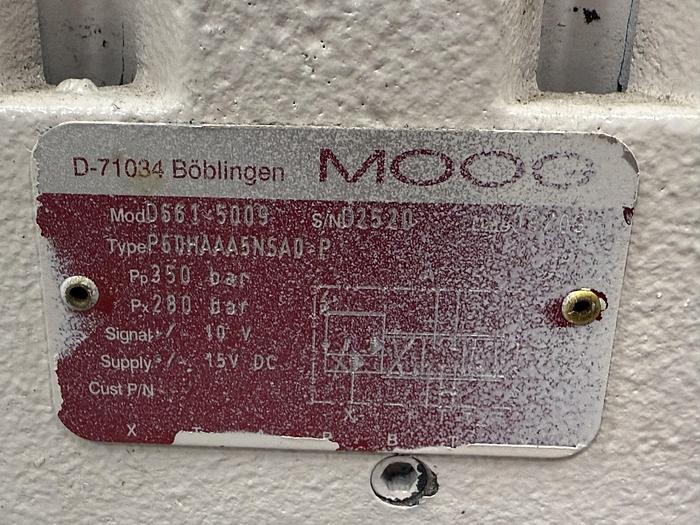 D-71034 Böblingen MOOG
Mod D661-5009 S/N D2520
Type P60HAAA5NSA0-P
Pp 350 bar
A
Px 280 bar
Signal +/- 10 V
Supply +/- 15V DC
Cust P/N
X
X P B